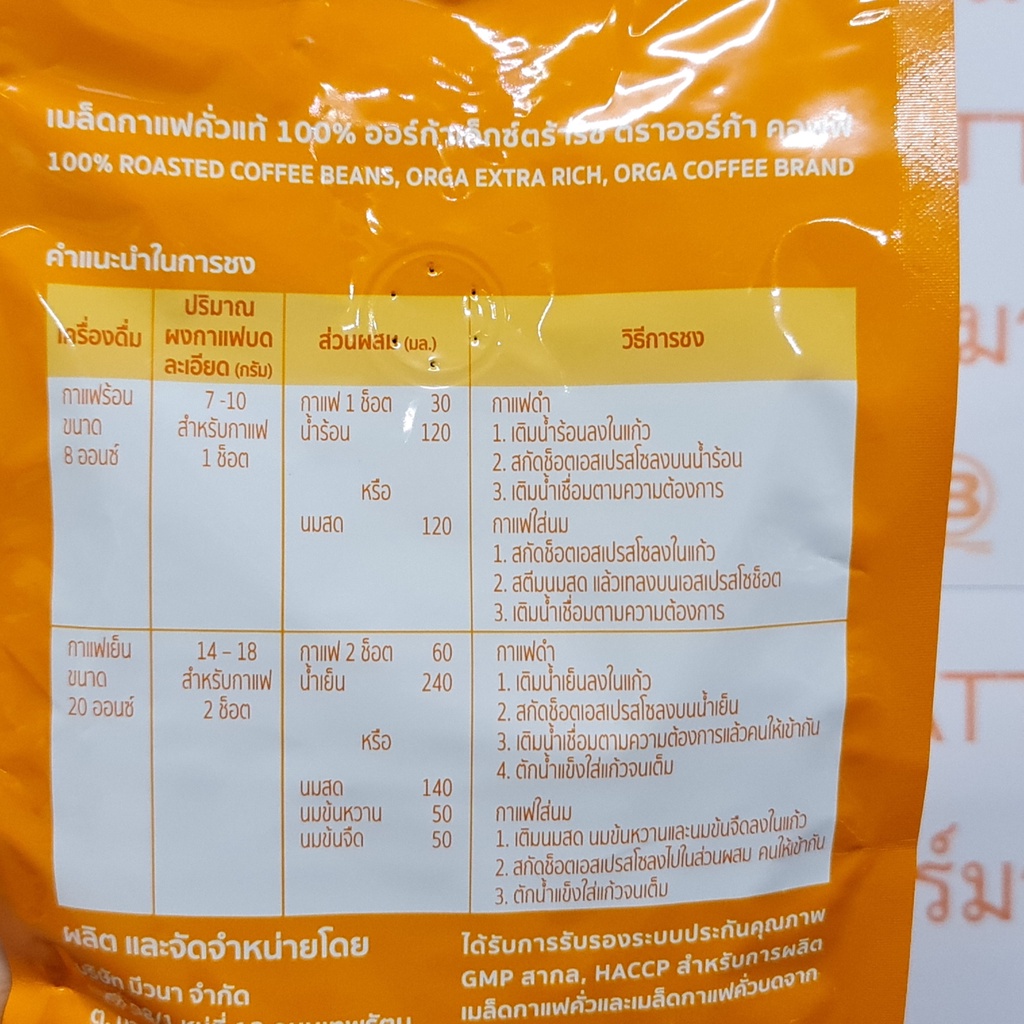 เมล็ดกาแฟคั่วแท้ 100% ออร์ก้า เอ็กซ์ตร้า ริช ตราออร์ก้า คอฟฟี่
100% ROASTED COFFEE BEANS, ORGA EXTRA RICH, ORGA COFFEE BRAND
คำแนะนำในการชง
เครื่องดื่ม
ปริมาณ
ผงกาแฟบด
ละเอียด (กรัม)
ส่วนผสม (มล.)
วิธีการชง
กาแฟร้อน
ขนาด
8 ออนซ์
7 -10
สำหรับกาแฟ
1 ช็อต
กาแฟ 1 ช็อต 30
น้ำร้อน 120
หรือ
นมสด 120
กาแฟดำ
1. เติมน้ำร้อนลงในแก้ว
2. สกัดช็อตเอสเปรสโซลงบนน้ำร้อน
3. เติมน้ำเชื่อมตามความต้องการ
กาแฟใส่นม
1. สกัดช็อตเอสเปรสโซลงในแก้ว
2. สตีมนมสด แล้วเทลงบนเอสเปรสโซช็อต
3. เติมน้ำเชื่อมตามความต้องการ
กาแฟเย็น
ขนาด
20 ออนซ์
14 – 18
สำหรับกาแฟ
2 ช็อต
กาแฟ 2 ช็อต 60
น้ำเย็น 240
หรือ
นมสด 140
นมข้นหวาน 50
นมข้นจืด 50
กาแฟดำ
1. เติมน้ำเย็นลงในแก้ว
2. สกัดช็อตเอสเปรสโซลงบนน้ำเย็น
3. เติมน้ำเชื่อมตามความต้องการแล้วคนให้เข้ากัน
4. ตักน้ำแข็งใส่แก้วจนเต็ม
กาแฟใส่นม
1. เติมนมสด นมข้นหวานและนมข้นจืดลงในแก้ว
2. สกัดช็อตเอสเปรสโซลงไปในส่วนผสม คนให้เข้ากัน
3. ตักน้ำแข็งใส่แก้วจนเต็ม
ผลิต และจัดจำหน่ายโดย
บริษัท บีวนา จำกัด
ได้รับการรับรองระบบประกันคุณภาพ
GMP สากล, HACCP สำหรับการผลิต
เมล็ดกาแฟคั่วและเมล็ดกาแฟคั่วบดจาก